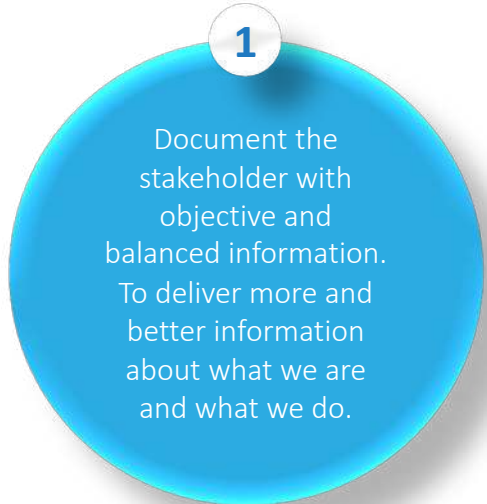 1
Document the
stakeholder with
objective and
balanced information.
To deliver more and
better information
about what we are
and what we do.